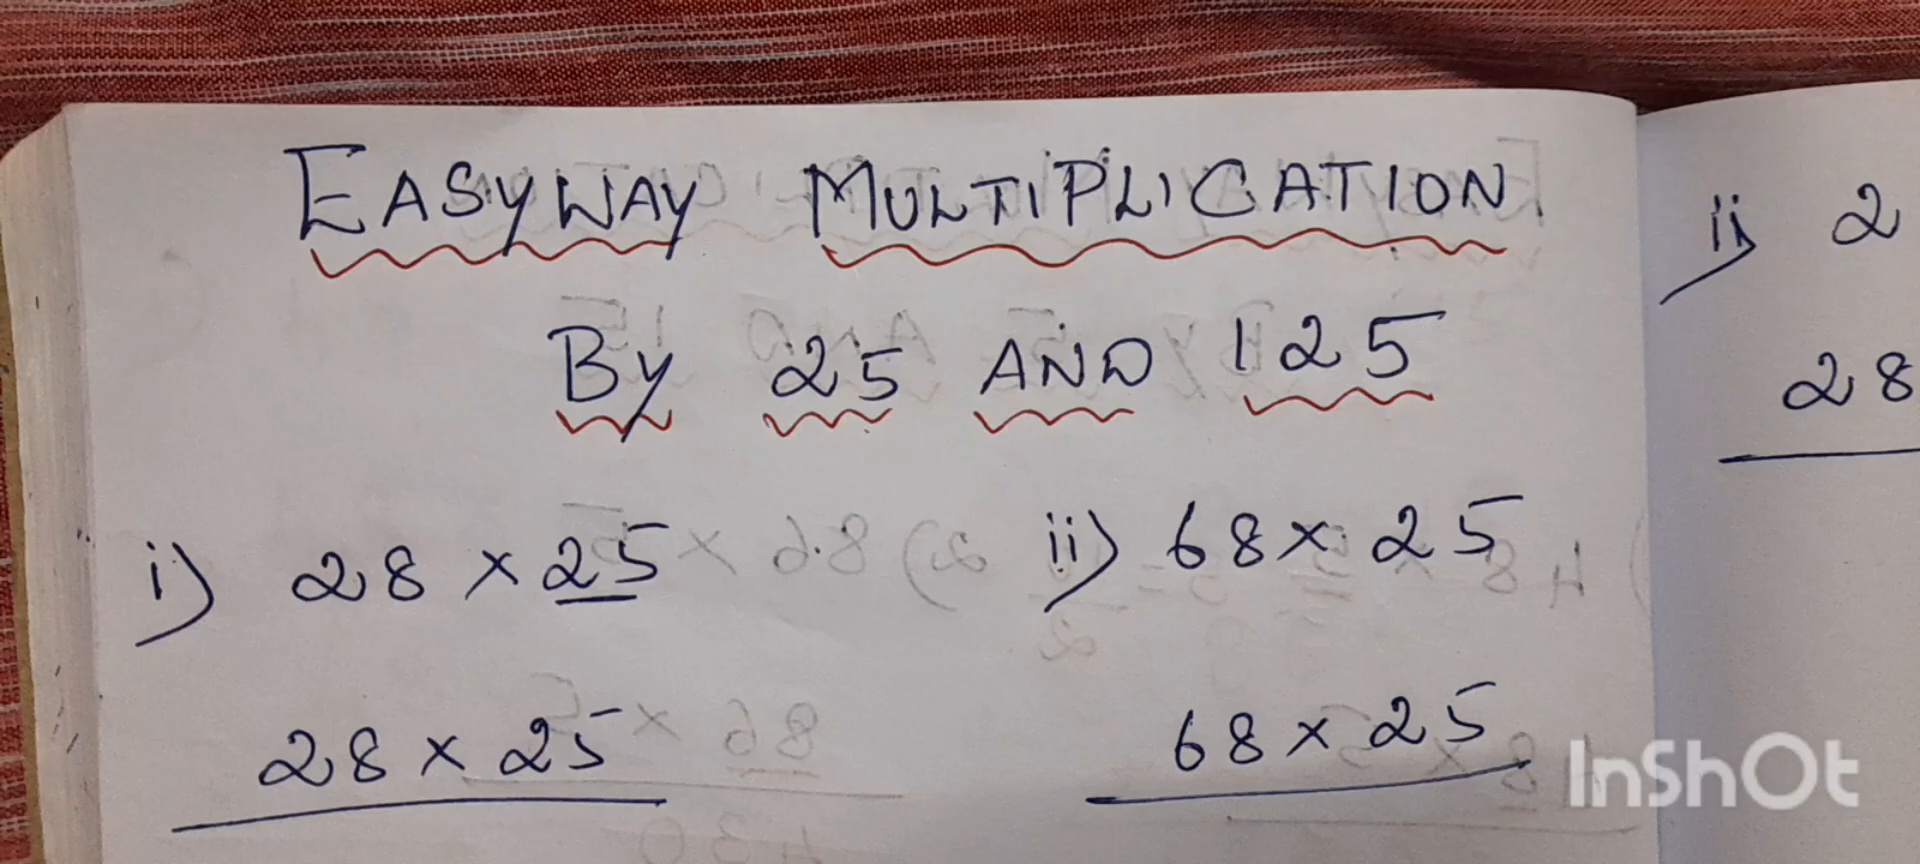 EASYWAY MULTIPLICATION
By 25 AND 125
i) 28 × 25
ii) 68 × 25
28 × 25
68 × 25
ii) 2
28
InShOt